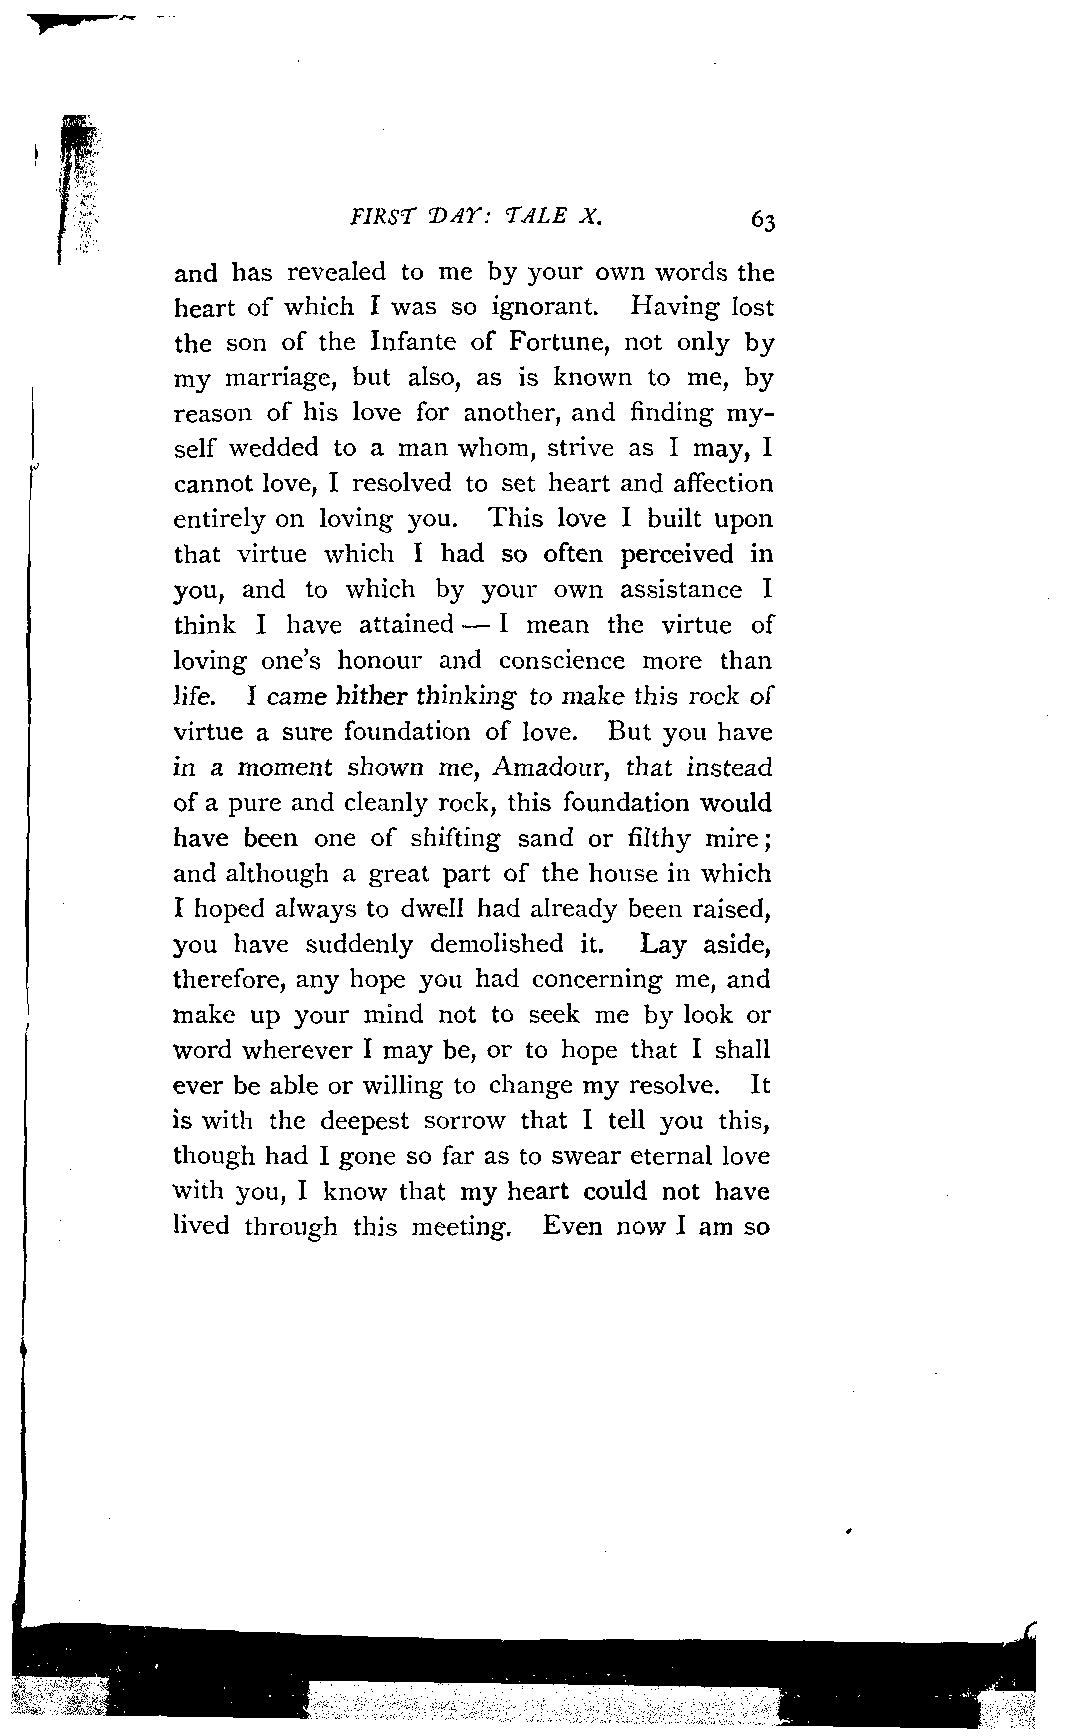 FIRST DAY: TALE X. 63
and has revealed to me by your own words the
heart of which I was so ignorant. Having lost
the son of the Infante of Fortune, not only by
my marriage, but also, as is known to me, by
reason of his love for another, and finding my-
self wedded to a man whom, strive as I may, I
cannot love, I resolved to set heart and affection
entirely on loving you. This love I built upon
that virtue which I had so often perceived in
you, and to which by your own assistance I
think I have attained — I mean the virtue of
loving one's honour and conscience more than
life. I came hither thinking to make this rock of
virtue a sure foundation of love. But you have
in a moment shown me, Amadour, that instead
of a pure and cleanly rock, this foundation would
have been one of shifting sand or filthy mire;
and although a great part of the house in which
I hoped always to dwell had already been raised,
you have suddenly demolished it. Lay aside,
therefore, any hope you had concerning me, and
make up your mind not to seek me by look or
word wherever I may be, or to hope that I shall
ever be able or willing to change my resolve. It
is with the deepest sorrow that I tell you this,
though had I gone so far as to swear eternal love
with you, I know that my heart could not have
lived through this meeting. Even now I am so